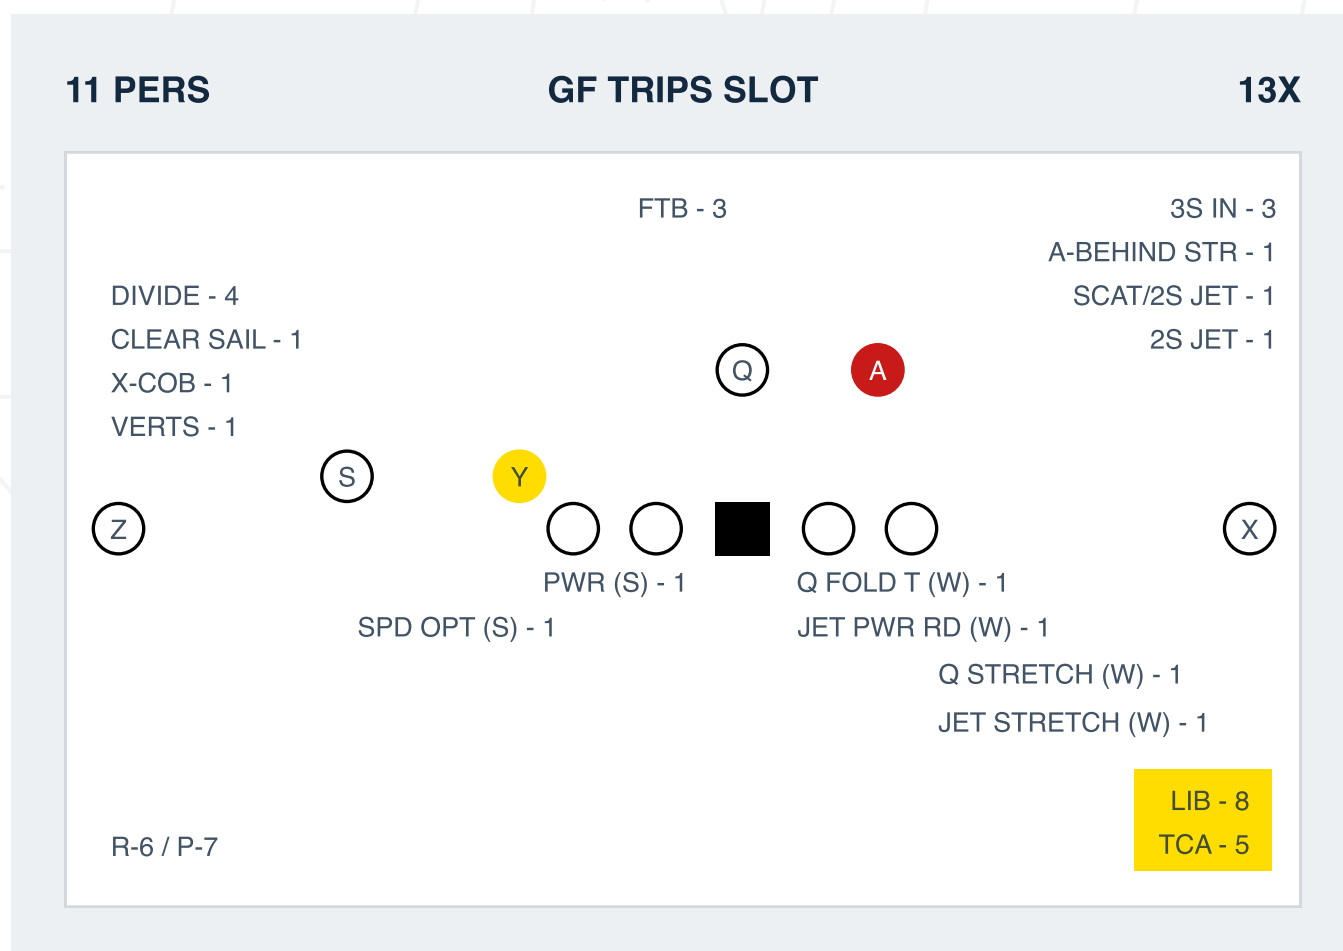 11 PERS
GF TRIPS SLOT
13X
FTB - 3
3S IN - 3
A-BEHIND STR - 1
SCAT/2S JET - 1
2S JET - 1
DIVIDE - 4
CLEAR SAIL - 1
X-COB - 1
VERTS - 1
Q
A
S
Y
Z
X
PWR (S) - 1
Q FOLD T (W) - 1
SPD OPT (S) - 1
JET PWR RD (W) - 1
Q STRETCH (W) - 1
JET STRETCH (W) - 1
LIB - 8
TCA - 5
R-6 / P-7